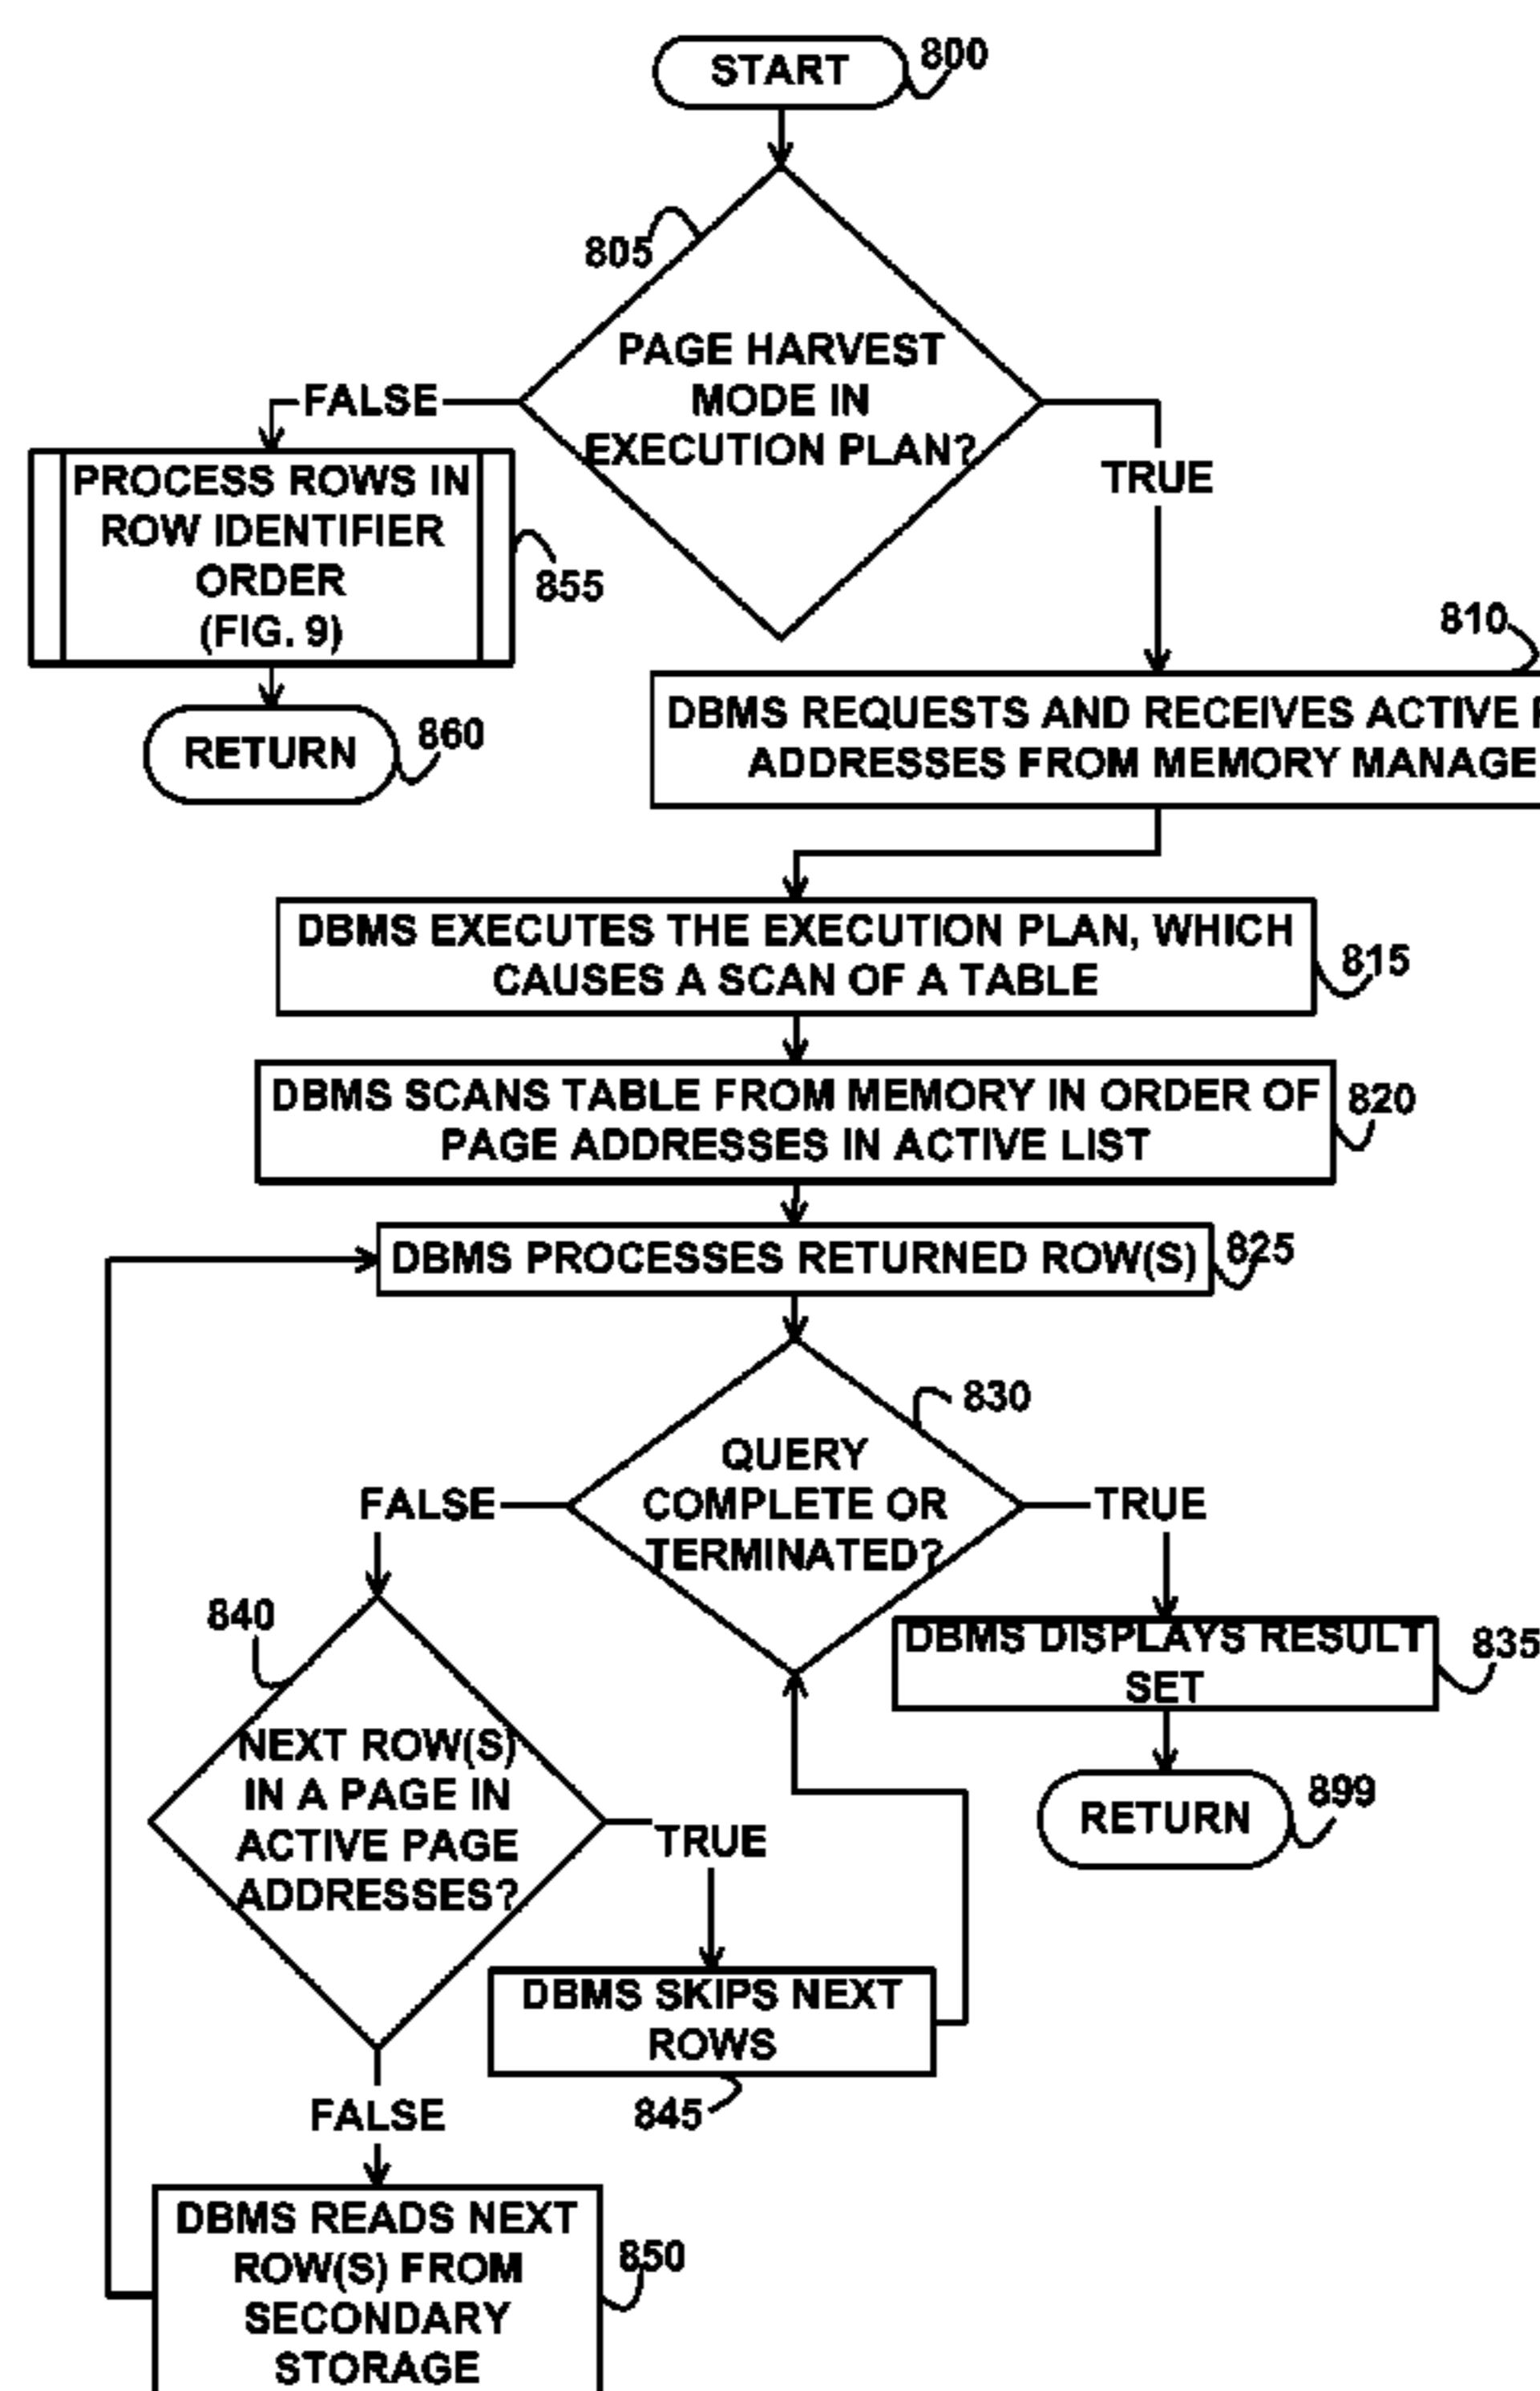 START
800
805
PAGE HARVEST
MODE IN
EXECUTION PLAN?
FALSE
TRUE
PROCESS ROWS IN
ROW IDENTIFIER
ORDER
(FIG. 9)
855
RETURN
860
810
DBMS REQUESTS AND RECEIVES ACTIVE
ADDRESSES FROM MEMORY MANAGE
DBMS EXECUTES THE EXECUTION PLAN, WHICH
CAUSES A SCAN OF A TABLE
815
DBMS SCANS TABLE FROM MEMORY IN ORDER OF
PAGE ADDRESSES IN ACTIVE LIST
820
DBMS PROCESSES RETURNED ROW(S)
825
830
QUERY
COMPLETE OR
TERMINATED?
FALSE
TRUE
DBMS DISPLAYS RESULT
SET
835
RETURN
899
840
NEXT ROW(S)
IN A PAGE IN
ACTIVE PAGE
ADDRESSES?
TRUE
DBMS SKIPS NEXT
ROWS
845
FALSE
DBMS READS NEXT
ROW(S) FROM
SECONDARY
STORAGE
850